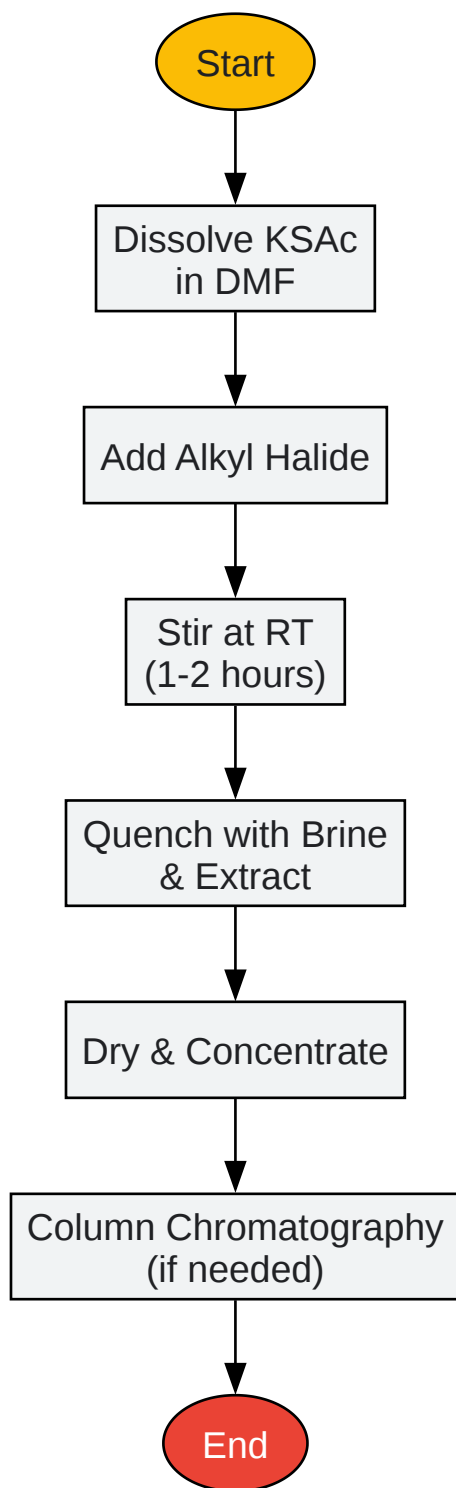 Start
Dissolve KSAc
in DMF
Add Alkyl Halide
Stir at RT
(1-2 hours)
Quench with Brine
& Extract
Dry & Concentrate
Column Chromatography
(if needed)
End